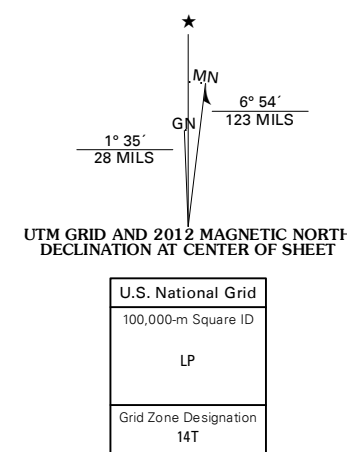 ★
MN
GN
6° 54´
123 MILS
1° 35´
28 MILS
UTM GRID AND 2012 MAGNETIC NORTH
DECLINATION AT CENTER OF SHEET
U.S. National Grid
100,000-m Square ID
LP
Grid Zone Designation
14T